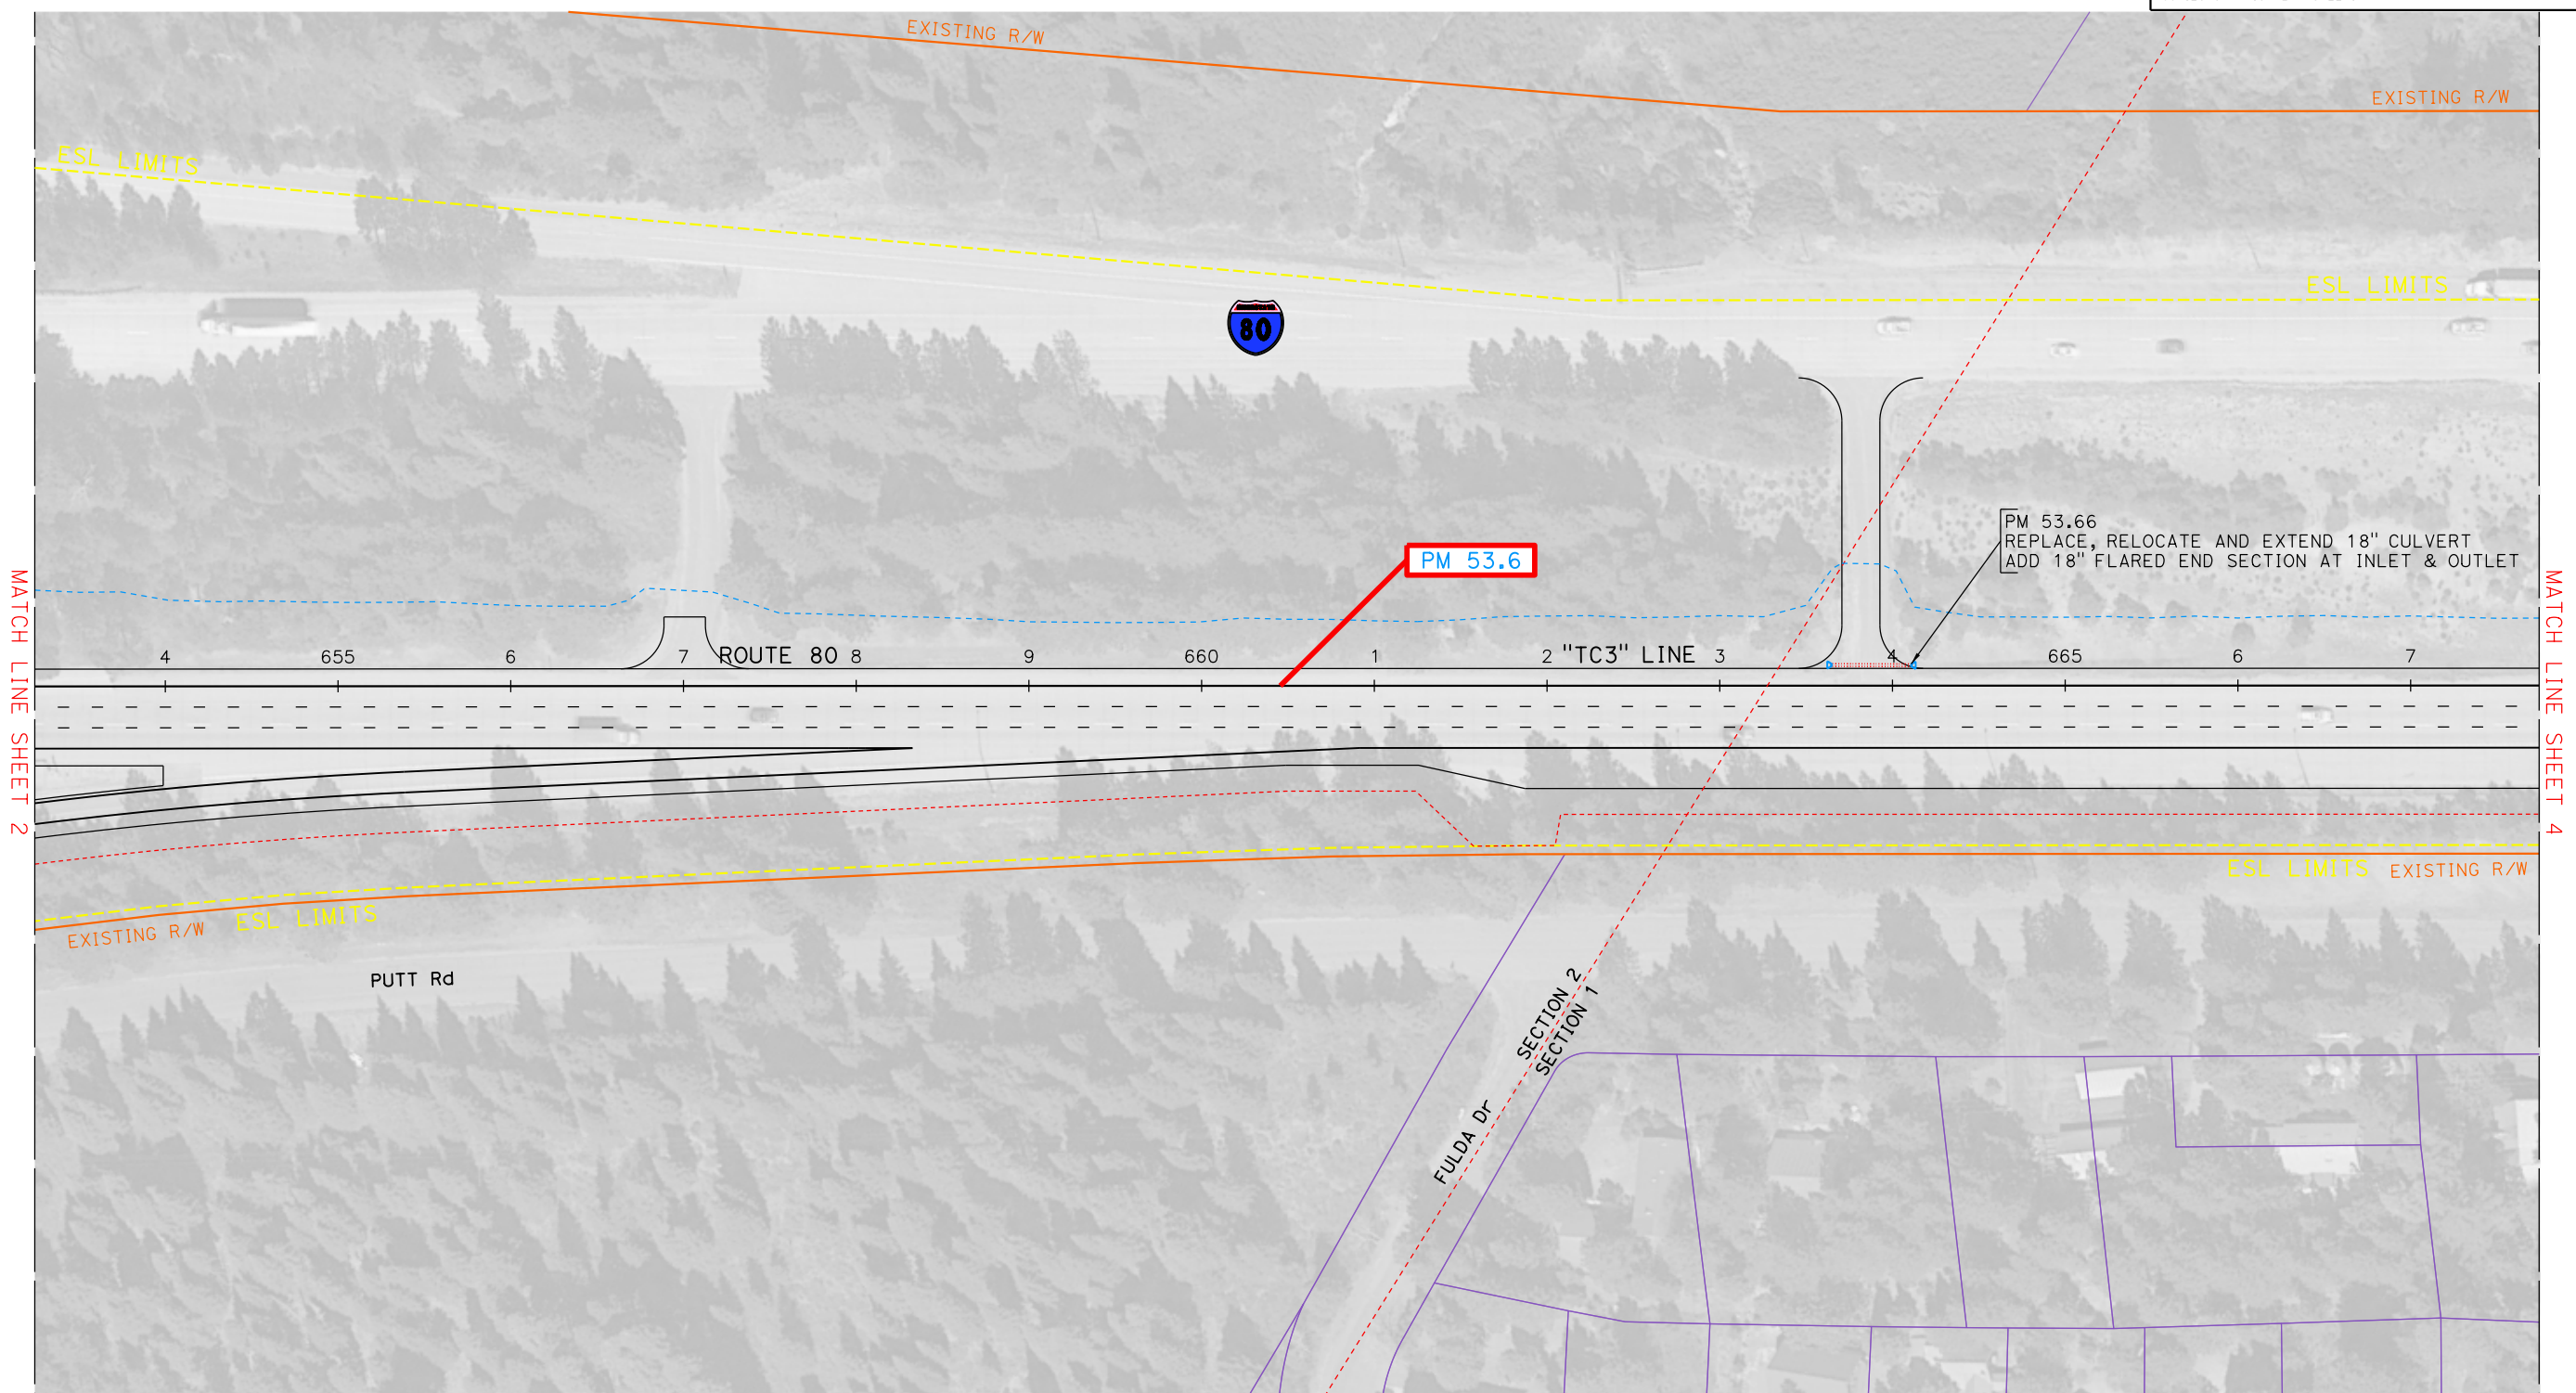 EXISTING R/W
EXISTING R/W
ESL LIMITS
ESL LIMITS
80
PM 53.66
REPLACE, RELOCATE AND EXTEND 18" CULVERT
ADD 18" FLARED END SECTION AT INLET & OUTLET
PM 53.6
MATCH LINE SHEET 2
MATCH LINE SHEET 4
4 655 6 7 ROUTE 80 8 9 660 1 2 "TC3" LINE 3 4 665 6 7
ESL LIMITS EXISTING R/W
ESL LIMITS
EXISTING R/W
PUTT Rd
SECTION 2
SECTION 1
FULDA Dr